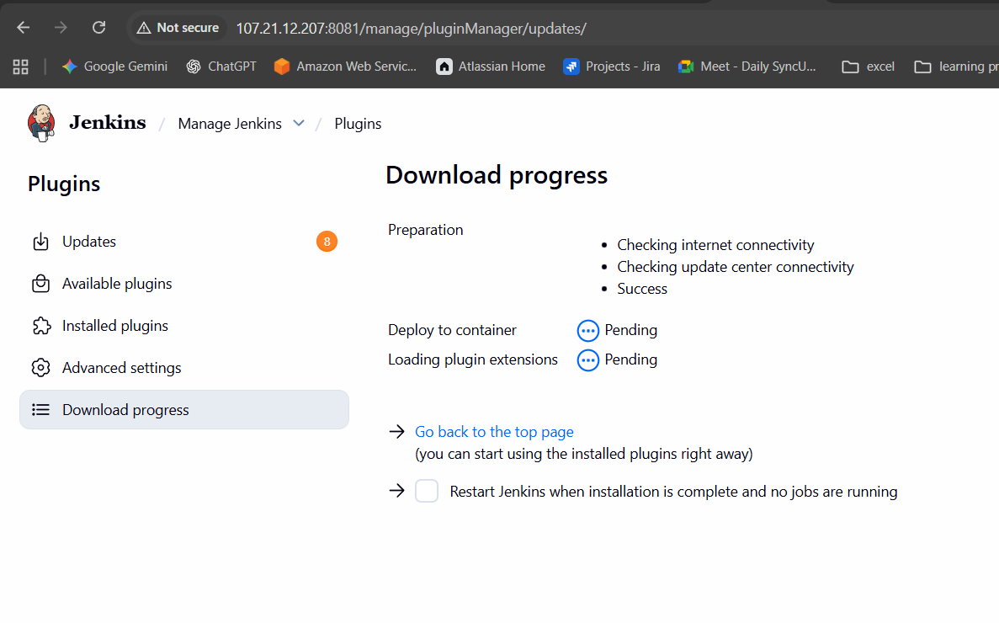 Not secure 107.21.12.207:8081/manage/pluginManager/updates/
Google Gemini ChatGPT Amazon Web Servic... Atlassian Home Projects - Jira Meet - Daily SyncU... excel learning pr
Jenkins / Manage Jenkins / Plugins
Plugins
Updates 8
Available plugins
Installed plugins
Advanced settings
Download progress
Download progress
Preparation
Checking internet connectivity
Checking update center connectivity
Success
Deploy to container Pending
Loading plugin extensions Pending
Go back to the top page
(you can start using the installed plugins right away)
Restart Jenkins when installation is complete and no jobs are running